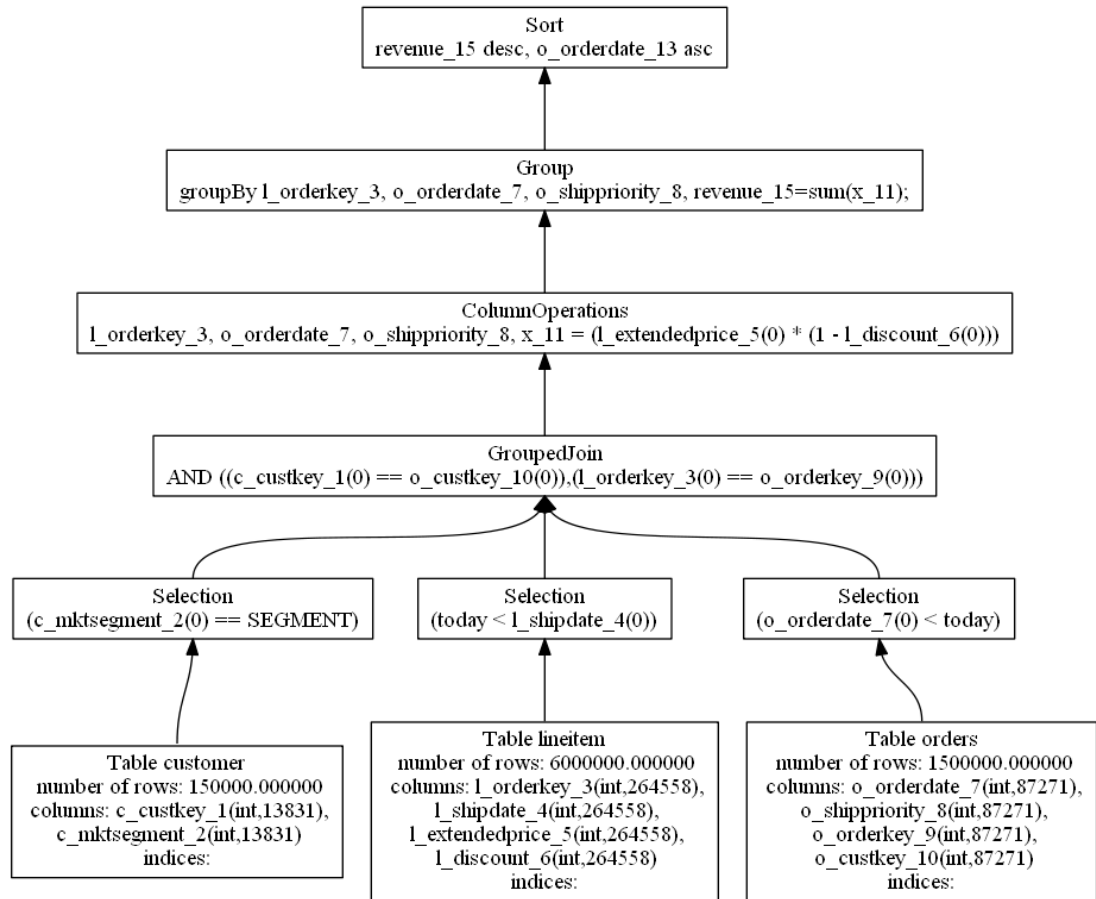 Sort
revenue_15 desc, o_orderdate_13 asc
Group
groupBy l_orderkey_3, o_orderdate_7, o_shippriority_8, revenue_15=sum(x_11);
ColumnOperations
l_orderkey_3, o_orderdate_7, o_shippriority_8, x_11 = (l_extendedprice_5(0) * (1 - l_discount_6(0)))
GroupedJoin
AND ((c_custkey_1(0) == o_custkey_10(0)),(l_orderkey_3(0) == o_orderkey_9(0)))
Selection
(c_mktsegment_2(0) == SEGMENT)
Selection
(today < l_shipdate_4(0))
Selection
(o_orderdate_7(0) < today)
Table customer
number of rows: 150000.000000
columns: c_custkey_1(int,13831),
c_mktsegment_2(int,13831)
indices:
Table lineitem
number of rows: 6000000.000000
columns: l_orderkey_3(int,264558),
l_shipdate_4(int,264558),
l_extendedprice_5(int,264558),
l_discount_6(int,264558)
indices:
Table orders
number of rows: 1500000.000000
columns: o_orderdate_7(int,87271),
o_shippriority_8(int,87271),
o_orderkey_9(int,87271),
o_custkey_10(int,87271)
indices: